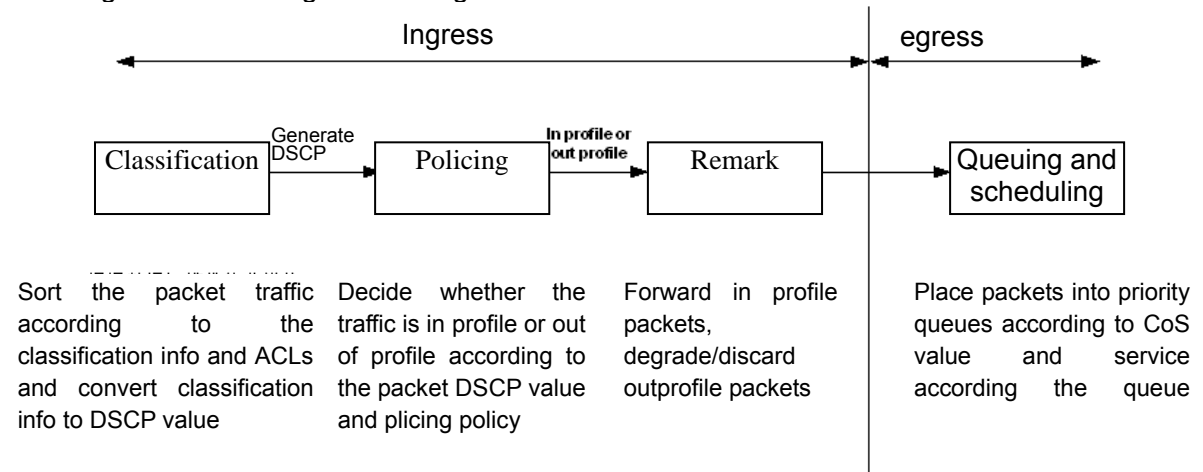 Ingress
egress
Generate
DSCP
In profile or
out profile
Classification
Policing
Remark
Queuing and
scheduling
Sort the packet traffic
according to the
classification info and ACLs
and convert classification
info to DSCP value
Decide whether the
traffic is in profile or out
of profile according to
the packet DSCP value
and plicing policy
Forward in profile
packets,
degrade/discard
outprofile packets
Place packets into priority
queues according to CoS
value and service
according the queue